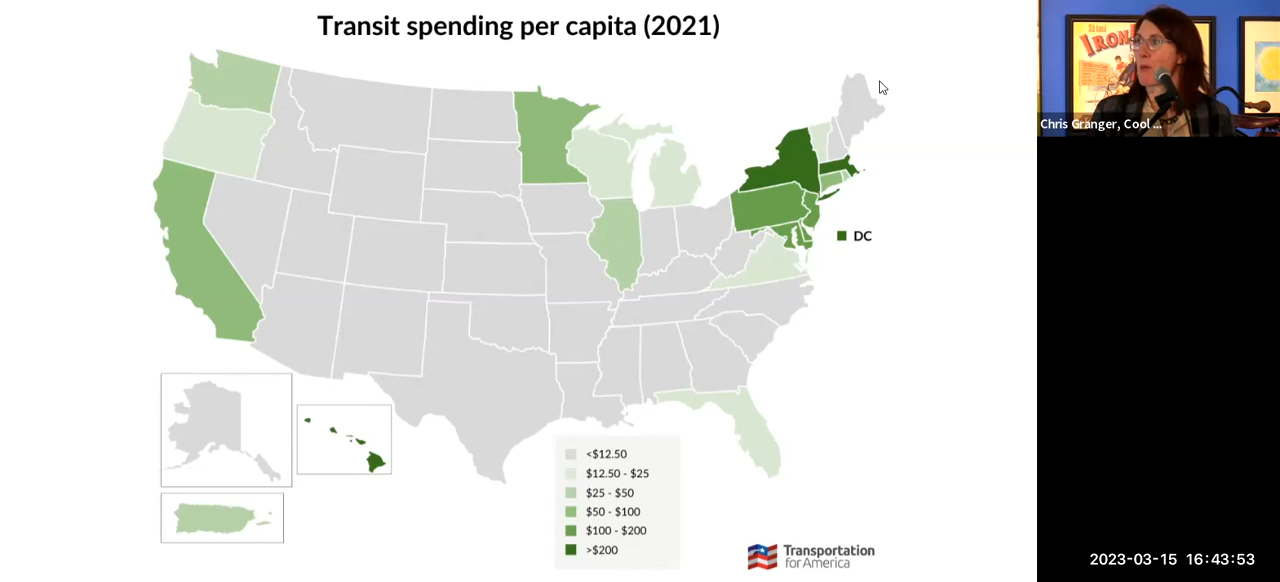 Transit spending per capita (2021)
IRON
Chris Granger, Cool ...
DC
<$12.50
$12.50 - $25
$25 - $50
$50 - $100
$100 - $200
>$200
Transportation
for America
2023-03-15 16:43:53